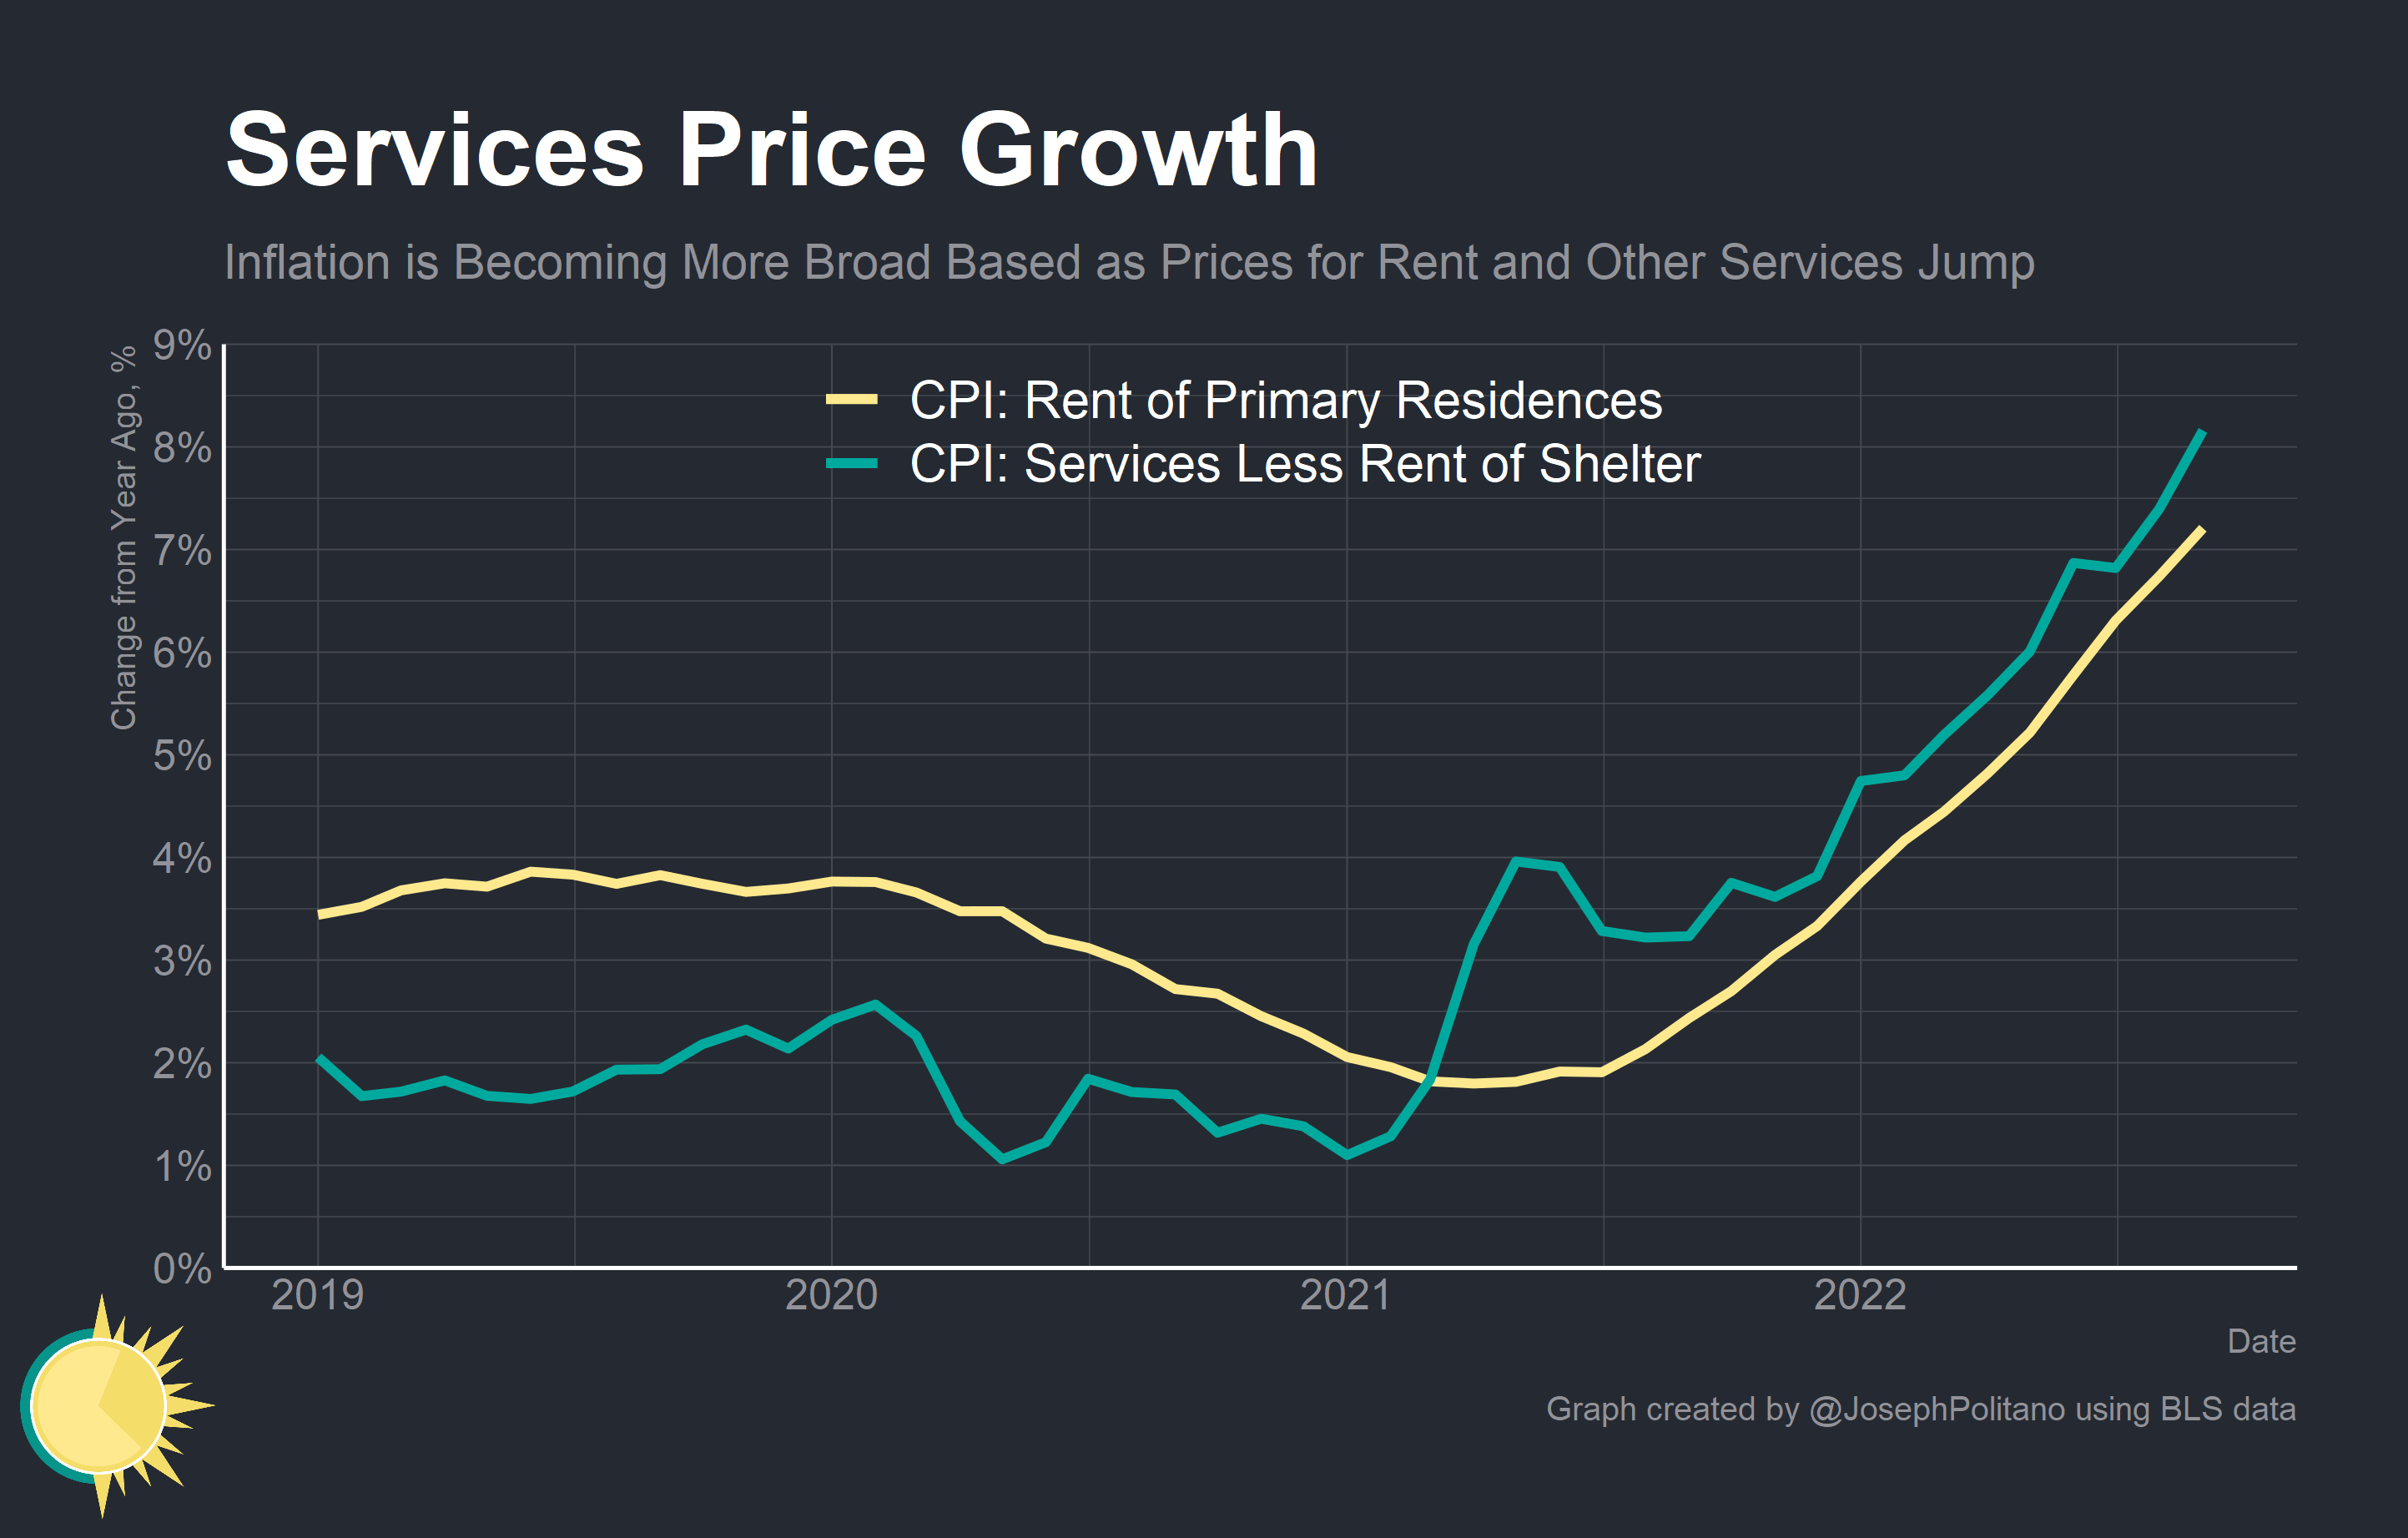 Services Price Growth
Inflation is Becoming More Broad Based as Prices for Rent and Other Services Jump
Change from Year Ago, %
9%
8%
7%
6%
5%
4%
3%
2%
1%
0%
CPI: Rent of Primary Residences
CPI: Services Less Rent of Shelter
2019
2020
2021
2022
Date
Graph created by @JosephPolitano using BLS data